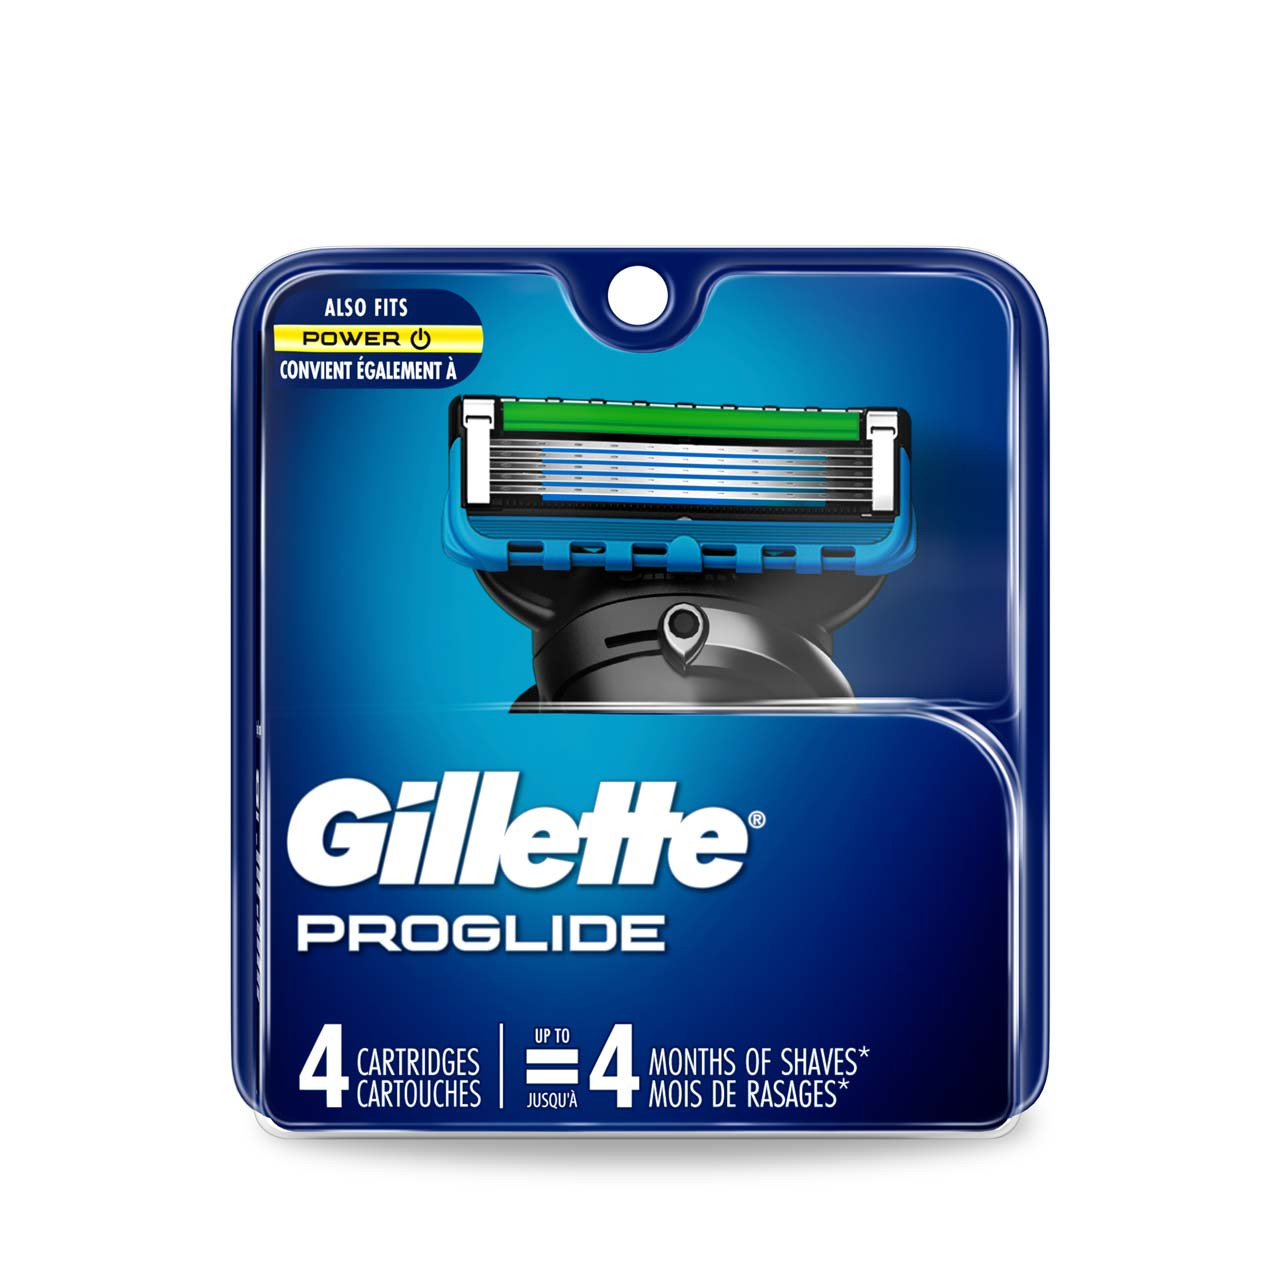 ALSO FITS
POWER
CONVIENT ÉGALEMENT À
Gillette®
PROGLIDE
4 CARTRIDGES
CARTOUCHES
UP TO
=
JUSQU'À
4 MONTHS OF SHAVES*
MOIS DE RASAGES*